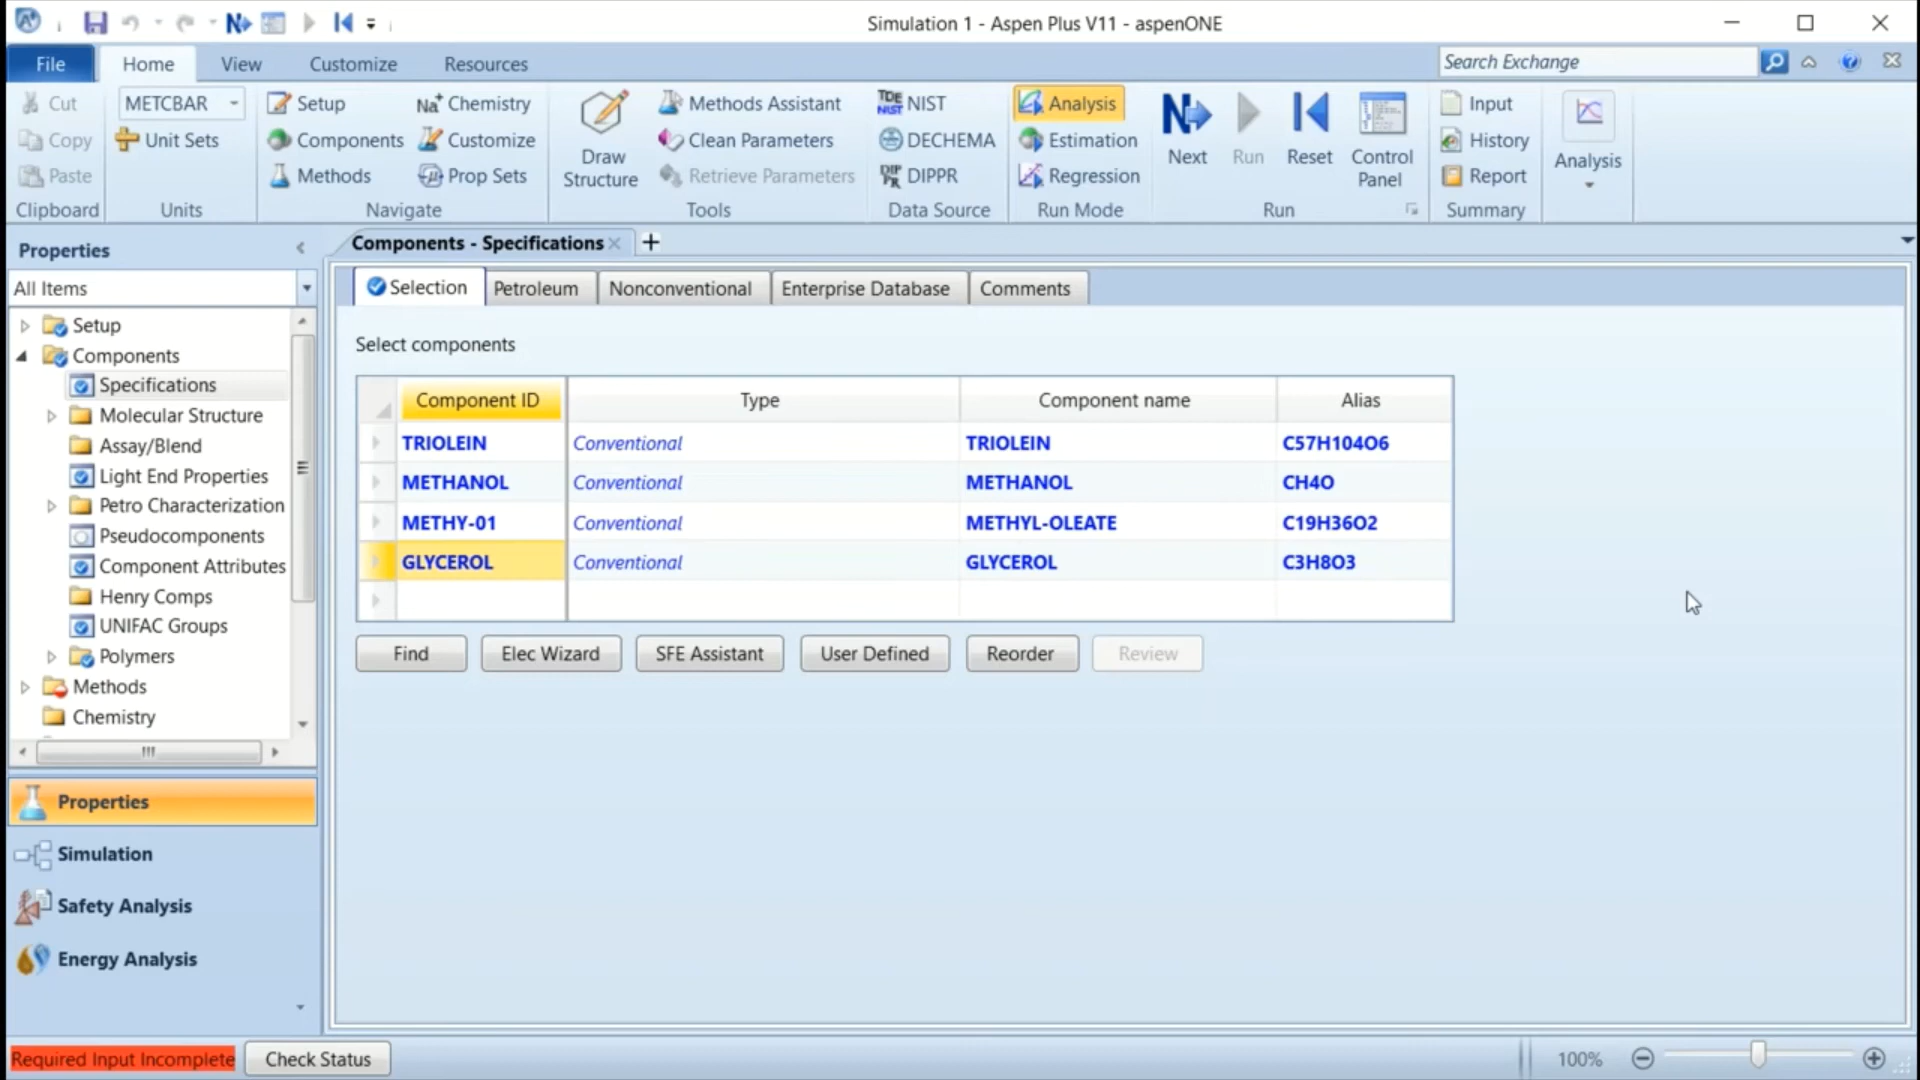 Simulation 1 - Aspen Plus V11 - aspenONE
File Home View Customize Resources Search Exchange
Cut METCBAR Setup Na+ Chemistry Methods Assistant NIST Analysis Input
Copy Unit Sets Components Customize Draw Structure Clean Parameters DECHEMA Estimation Next Run Reset Control Panel History Analysis
Paste Methods Prop Sets Retrieve Parameters DIPPR Regression Report
Clipboard Units Navigate Tools Data Source Run Mode Run Summary
Properties Components - Specifications
All Items Selection Petroleum Nonconventional Enterprise Database Comments
Setup
Components
Specifications
Molecular Structure
Assay/Blend
Light End Properties
Petro Characterization
Pseudocomponents
Component Attributes
Henry Comps
UNIFAC Groups
Polymers
Methods
Chemistry
Select components
Component ID Type Component name Alias
TRIOLEIN Conventional TRIOLEIN C57H104O6
METHANOL Conventional METHANOL CH4O
METHY-01 Conventional METHYL-OLEATE C19H36O2
GLYCEROL Conventional GLYCEROL C3H8O3
Find Elec Wizard SFE Assistant User Defined Reorder Review
Properties
Simulation
Safety Analysis
Energy Analysis
Required Input Incomplete Check Status 100%